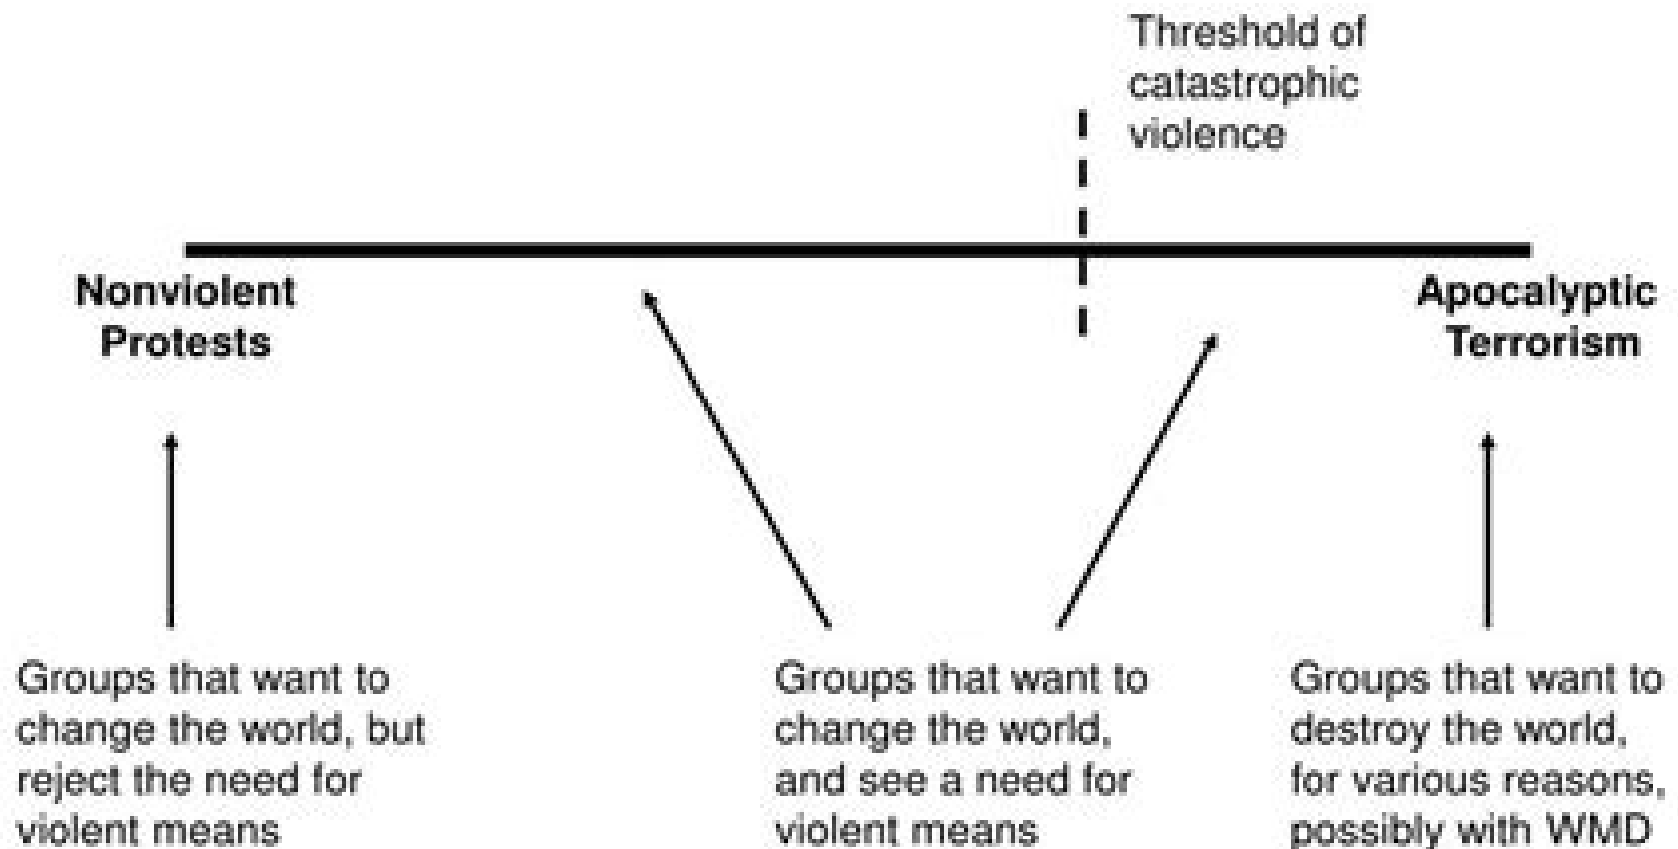 Threshold of
catastrophic
violence
Nonviolent
Protests
Apocalyptic
Terrorism
Groups that want to
change the world, but
reject the need for
violent means
Groups that want to
change the world,
and see a need for
violent means
Groups that want to
destroy the world,
for various reasons,
possibly with WMD